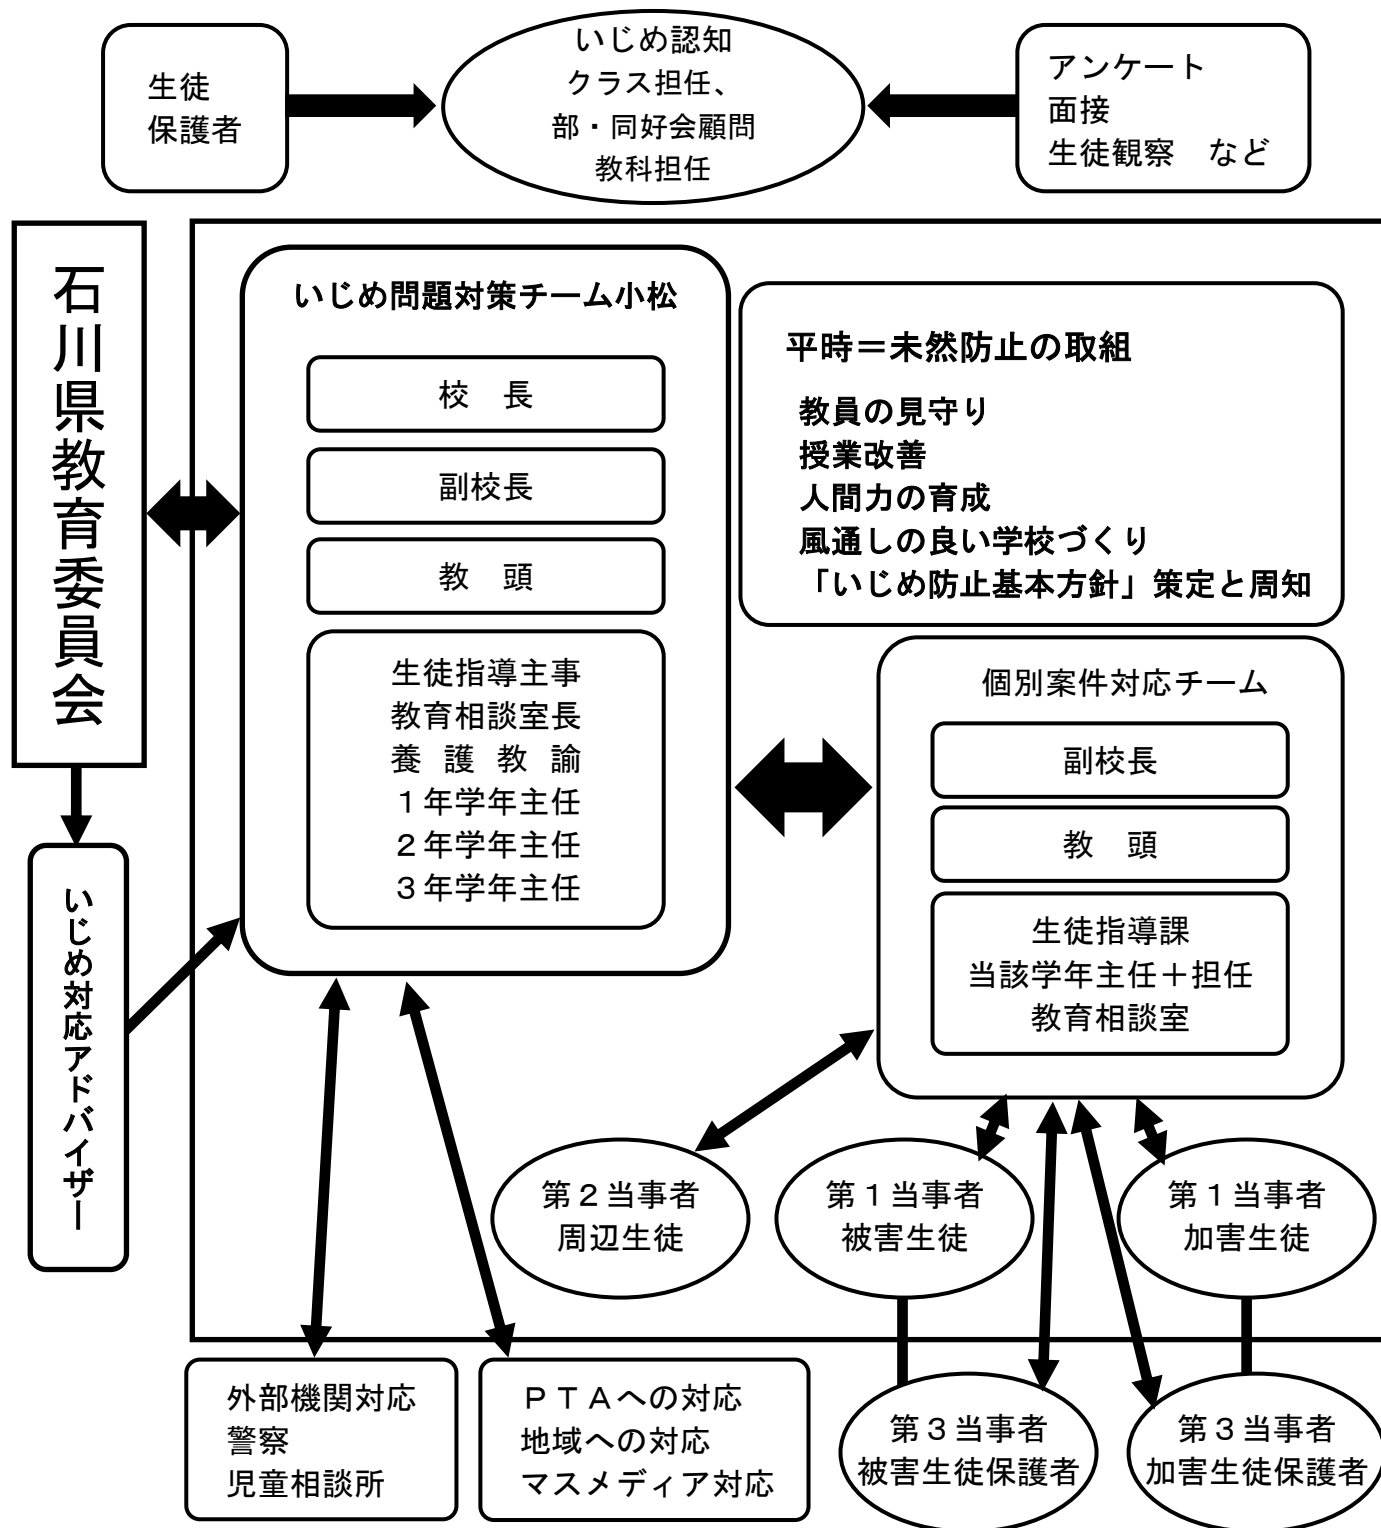 生徒
保護者
いじめ認知
クラス担任、
部・同好会顧問
教科担任
アンケート
面接
生徒観察　など
石川県教育委員会
いじめ対応アドバイザー
いじめ問題対策チーム小松
校　長
副校長
教　頭
生徒指導主事
教育相談室長
養　護　教　諭
１年学年主任
２年学年主任
３年学年主任
平時＝未然防止の取組
教員の見守り
授業改善
人間力の育成
風通しの良い学校づくり
「いじめ防止基本方針」策定と周知
個別案件対応チーム
副校長
教　頭
生徒指導課
当該学年主任＋担任
教育相談室
第２当事者
周辺生徒
第１当事者
被害生徒
第１当事者
加害生徒
外部機関対応
警察
児童相談所
ＰＴＡへの対応
地域への対応
マスメディア対応
第３当事者
被害生徒保護者
第３当事者
加害生徒保護者